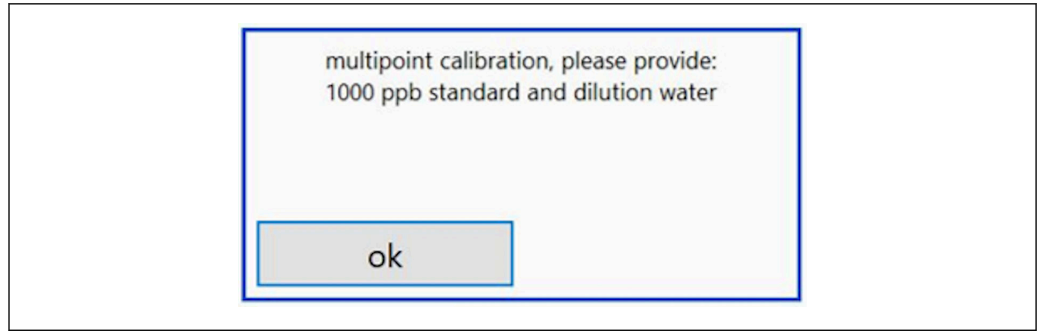 multipoint calibration, please provide:
1000 ppb standard and dilution water
ok